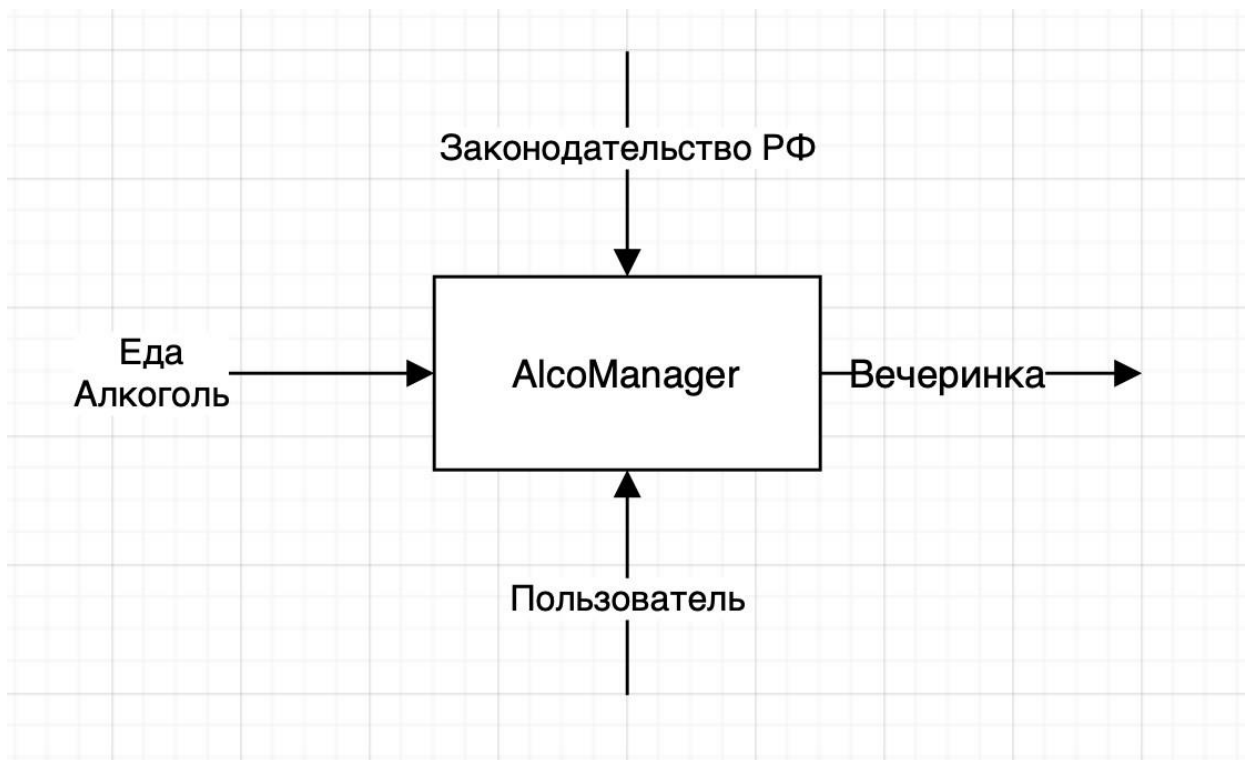 Законодательство РФ
Еда
Алкоголь
AlcoManager
Вечеринка
Пользователь